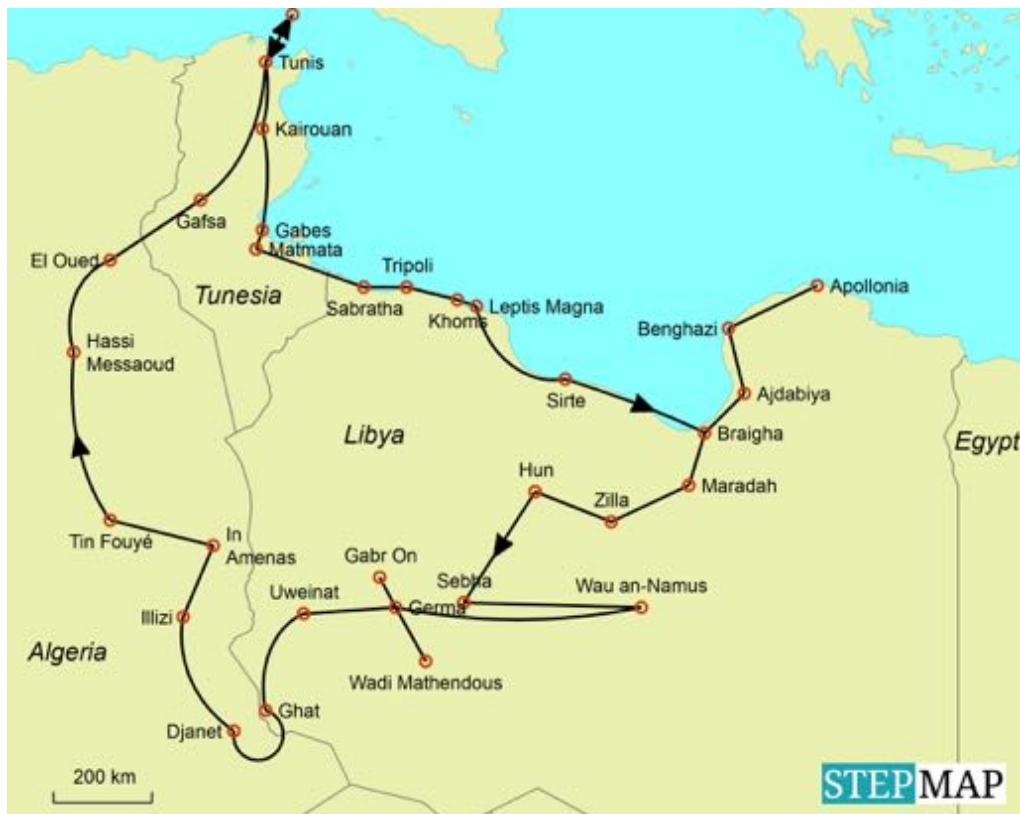 Tunis
Kairouan
Gafsa
Gabes
Matmata
El Oued
Tunesia
Tripoli
Sabratha
Khoms
Leptis Magna
Apollonia
Benghazi
Hassi
Messaoud
Sirte
Ajdabiya
Libya
Braigha
Egypt
Hun
Zilla
Maradah
Tin Fouyé
In
Amenas
Gabr On
Sebha
Wau an-Namus
Uweinat
Germa
Illizi
Algeria
Wadi Mathendous
Ghat
Djanet
200 km
STEPMAP